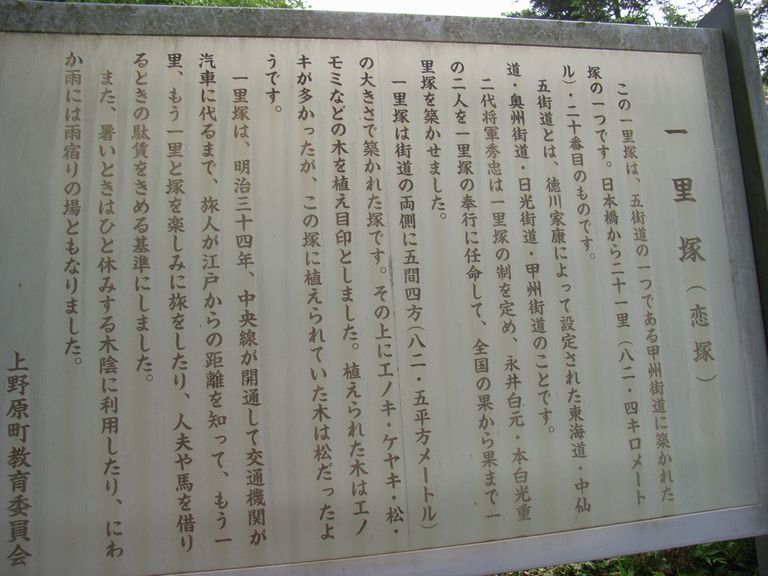 一里塚（恋塚）
この一里塚は、五街道の一つである甲州街道に築かれた
塚の一つです。日本橋から二十一里（八二・四キロメート
ル）・二十番目のものです。
五街道とは、徳川家康によって設定された東海道・中仙
道・奥州街道・日光街道・甲州街道のことです。
二代将軍秀忠は一里塚の制を定め、永井白元・本白光重
の二人を一里塚の奉行に任命して、全国の果から果まで一
里塚を築かせました。
一里塚は街道の両側に五間四方（八二・五平方メートル）
の大きさで築かれた塚です。その上にエノキ・ケヤキ・松・
モミなどの木を植え目印としました。植えられた木はエノ
キが多かったが、この塚に植えられていた木は松だったよ
うです。
一里塚は、明治三十四年、中央線が開通して交通機関が
汽車に代るまで、旅人が江戸からの距離を知って、もう一
里、もう一里と塚を楽しみに旅をしたり、人夫や馬を借り
るときの駄賃をきめる基準にしました。
また、暑いときはひと休みする木陰に利用したり、にわ
か雨には雨宿りの場ともなりました。
上野原町教育委員会